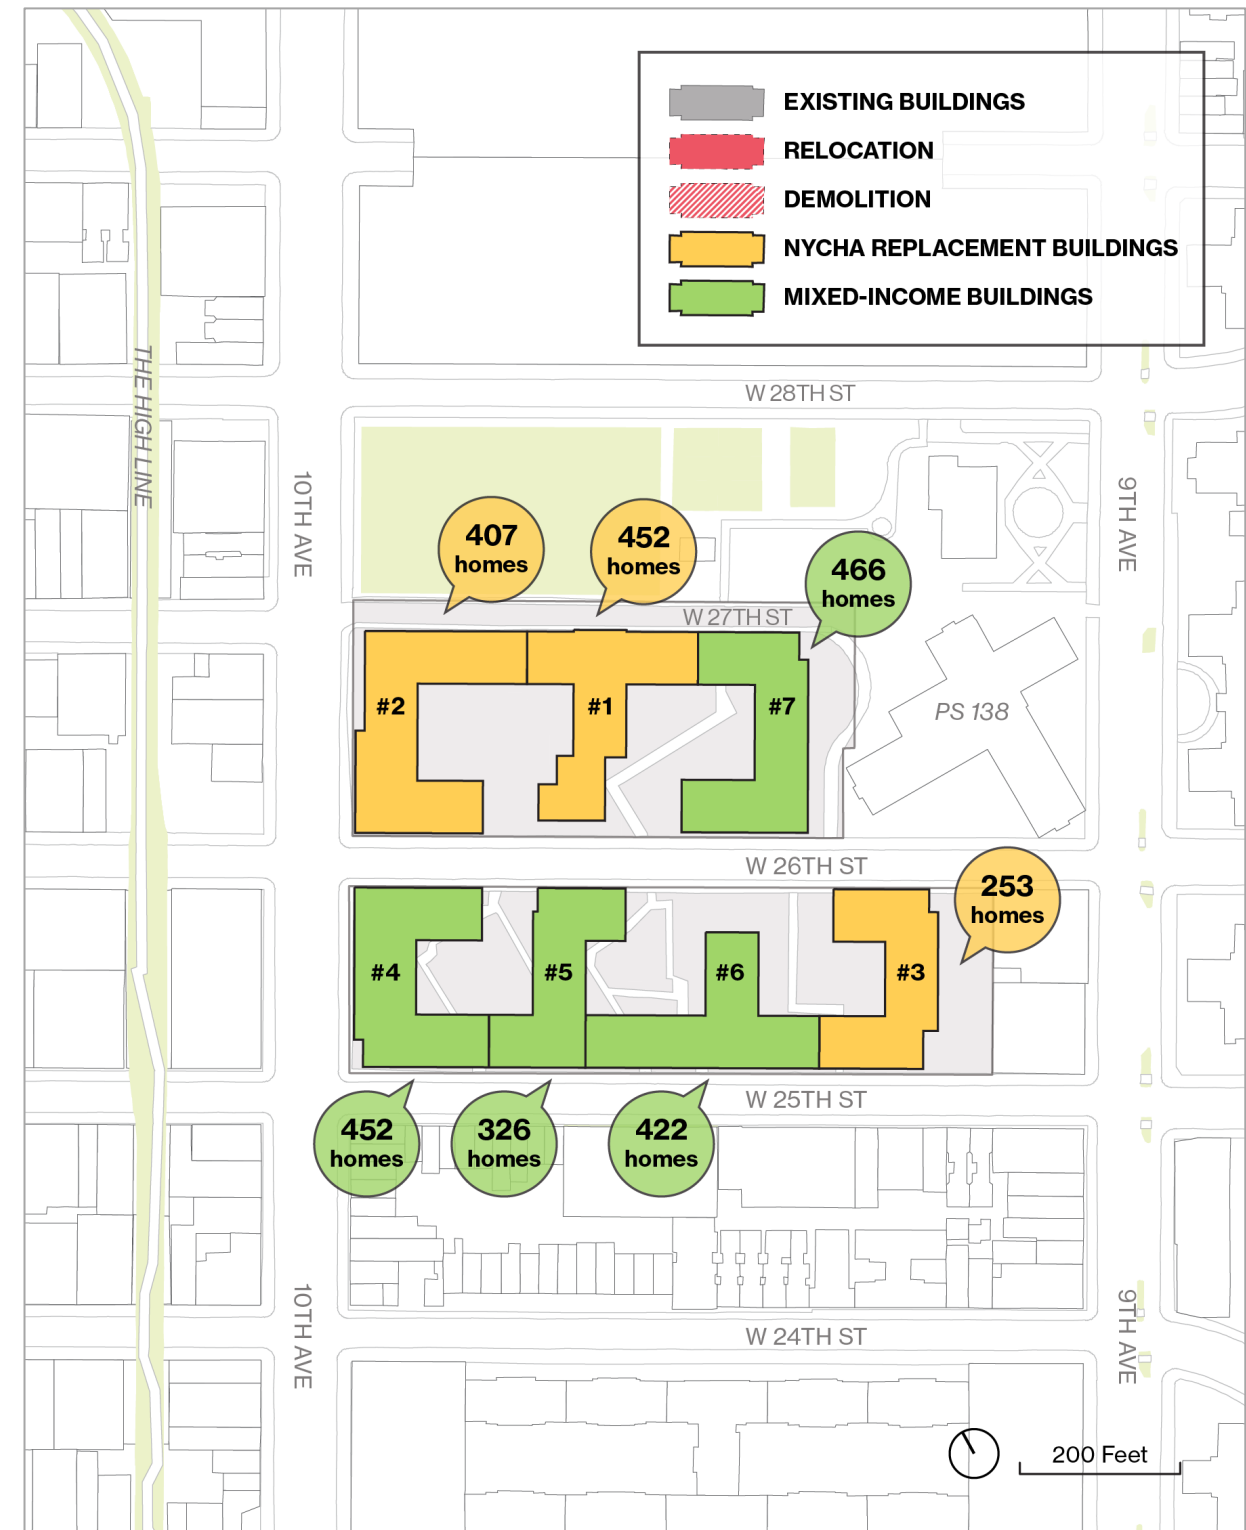 EXISTING BUILDINGS
RELOCATION
DEMOLITION
NYCHA REPLACEMENT BUILDINGS
MIXED-INCOME BUILDINGS
THE HIGH LINE
W 28TH ST
10TH AVE
9TH AVE
407
homes
452
homes
466
homes
W 27TH ST
#2
#1
#7
PS 138
W 26TH ST
253
homes
#4
#5
#6
#3
W 25TH ST
452
homes
326
homes
422
homes
10TH AVE
9TH AVE
W 24TH ST
200 Feet